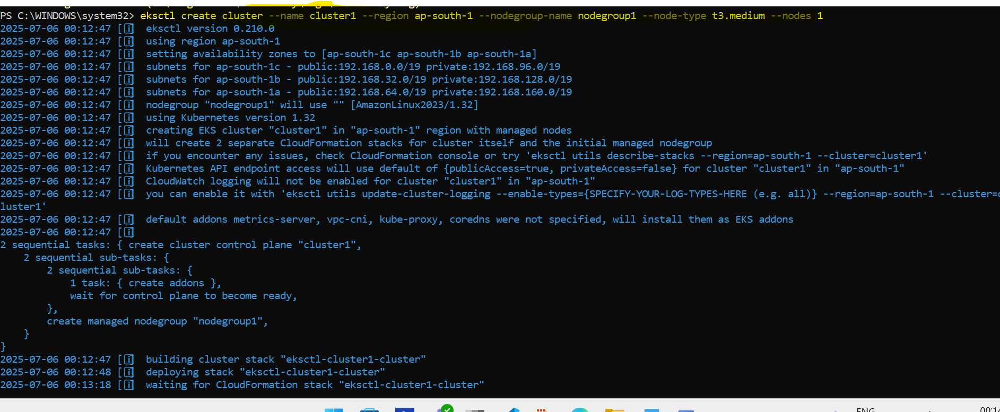 PS C:\WINDOWS\system32> eksctl create cluster --name cluster1 --region ap-south-1 --nodegroup-name nodegroup1 --node-type t3.medium --nodes 1
2025-07-06 00:12:47 [ℹ]  eksctl version 0.210.0
2025-07-06 00:12:47 [ℹ]  using region ap-south-1
2025-07-06 00:12:47 [ℹ]  setting availability zones to [ap-south-1c ap-south-1b ap-south-1a]
2025-07-06 00:12:47 [ℹ]  subnets for ap-south-1c - public:192.168.0.0/19 private:192.168.96.0/19
2025-07-06 00:12:47 [ℹ]  subnets for ap-south-1b - public:192.168.32.0/19 private:192.168.128.0/19
2025-07-06 00:12:47 [ℹ]  subnets for ap-south-1a - public:192.168.64.0/19 private:192.168.160.0/19
2025-07-06 00:12:47 [ℹ]  nodegroup "nodegroup1" will use "" [AmazonLinux2023/1.32]
2025-07-06 00:12:47 [ℹ]  using Kubernetes version 1.32
2025-07-06 00:12:47 [ℹ]  creating EKS cluster "cluster1" in "ap-south-1" region with managed nodes
2025-07-06 00:12:47 [ℹ]  will create 2 separate CloudFormation stacks for cluster itself and the initial managed nodegroup
2025-07-06 00:12:47 [ℹ]  if you encounter any issues, check CloudFormation console or try 'eksctl utils describe-stacks --region=ap-south-1 --cluster=cluster1'
2025-07-06 00:12:47 [ℹ]  Kubernetes API endpoint access will use default of {publicAccess=true, privateAccess=false} for cluster "cluster1" in "ap-south-1"
2025-07-06 00:12:47 [ℹ]  CloudWatch logging will not be enabled for cluster "cluster1" in "ap-south-1"
2025-07-06 00:12:47 [ℹ]  you can enable it with 'eksctl utils update-cluster-logging --enable-types={SPECIFY-YOUR-LOG-TYPES-HERE (e.g. all)} --region=ap-south-1 --cluster=c
luster1'
2025-07-06 00:12:47 [ℹ]  default addons metrics-server, vpc-cni, kube-proxy, coredns were not specified, will install them as EKS addons
2025-07-06 00:12:47 [ℹ]
2 sequential tasks: { create cluster control plane "cluster1",
    2 sequential sub-tasks: {
        2 sequential sub-tasks: {
            1 task: { create addons },
            wait for control plane to become ready,
        },
        create managed nodegroup "nodegroup1",
    }
}
2025-07-06 00:12:47 [ℹ]  building cluster stack "eksctl-cluster1-cluster"
2025-07-06 00:12:48 [ℹ]  deploying stack "eksctl-cluster1-cluster"
2025-07-06 00:13:18 [ℹ]  waiting for CloudFormation stack "eksctl-cluster1-cluster"
ENG